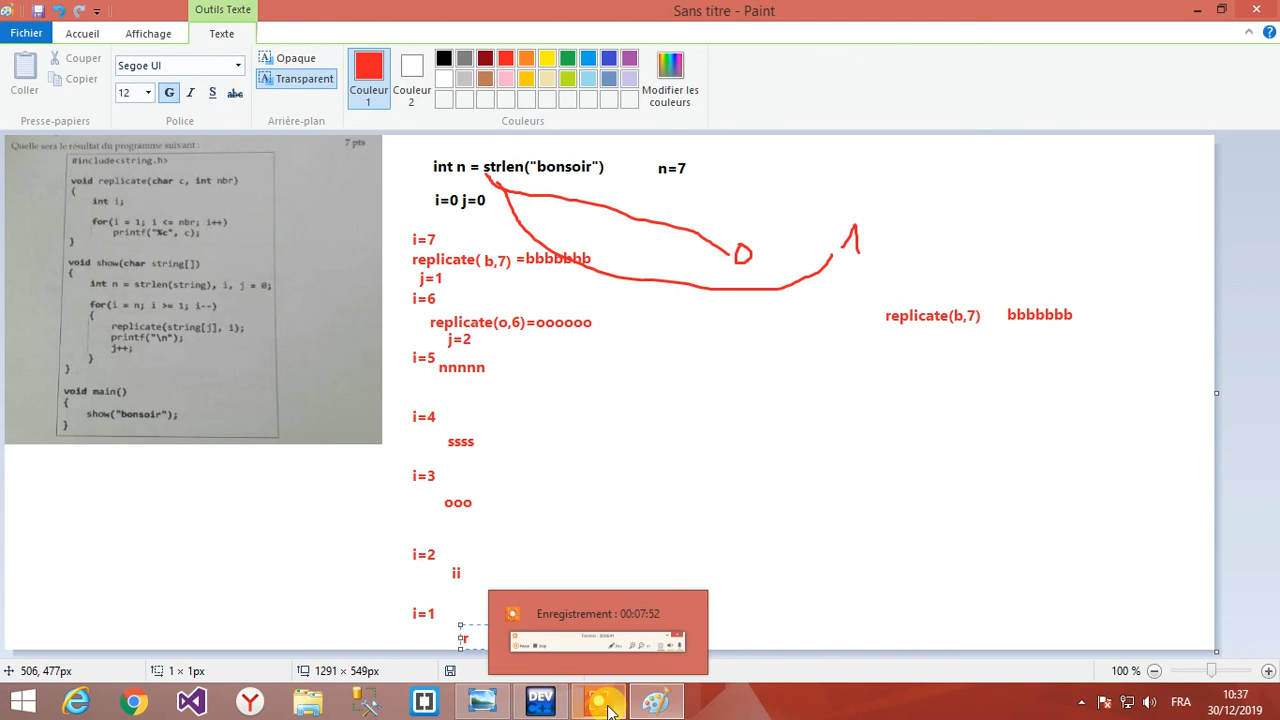 Outils Texte
Sans titre - Paint
Fichier
Accueil
Affichage
Texte
Coller
Couper
Copier
Presse-papiers
Segoe UI
12
G I S abc
Police
Opaque
Transparent
Arrière-plan
Couleur 1
Couleur 2
Modifier les couleurs
Couleurs
Quelle sera le résultat du programme suivant : 7 pts
#include<string.h>
void replicate(char c, int nbr)
{
int i;
for(i = 1; i <= nbr; i++)
printf("%c", c);
}
void show(char string[])
{
int n = strlen(string), i, j = 0;
for(i = n; i >= 1; i--)
{
replicate(string[j], i);
printf("\n");
j++;
}
}
void main()
{
show("bonsoir");
}
int n = strlen("bonsoir") n=7
i=0 j=0
0 1
i=7
replicate( b,7) =bbbbbbb
j=1
i=6
replicate(o,6)=oooooo
j=2
i=5
nnnnn
i=4
ssss
i=3
ooo
i=2
ii
i=1
r
replicate(b,7) bbbbbbb
Enregistrement : 00:07:52
506, 477px
1 × 1px
1291 × 549px
100 %
DEV
FRA
10:37
30/12/2019